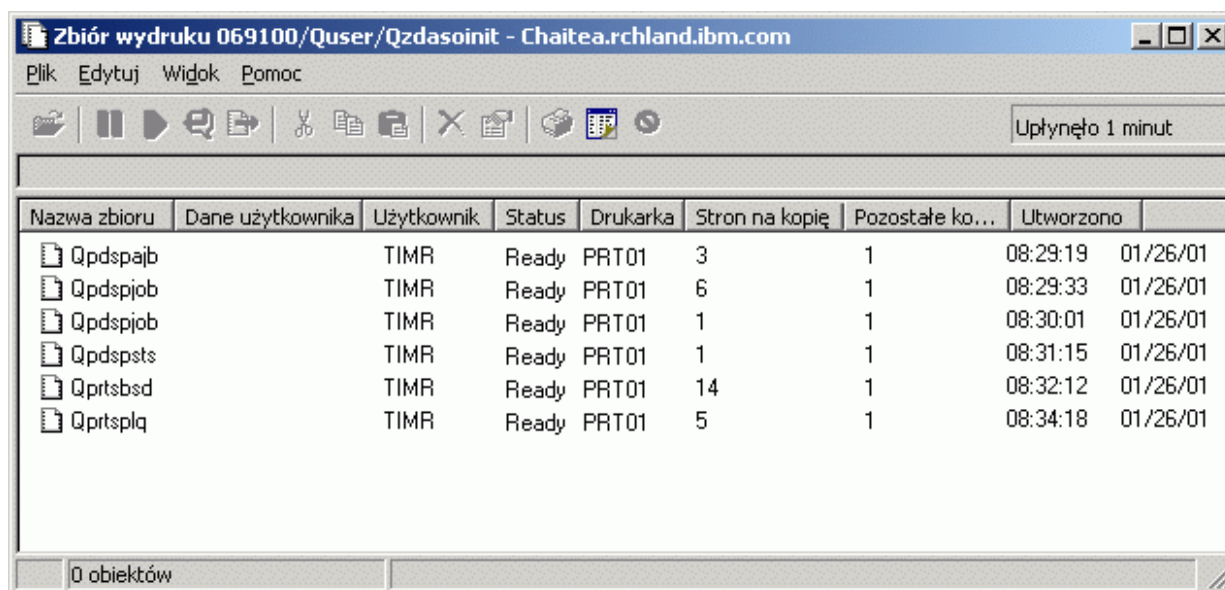 Zbiór wydruku 069100/Quser/Qzdasoinit - Chaitea.rchland.ibm.com
Plik Edytuj Widok Pomoc
Upłynęło 1 minut
Nazwa zbioru Dane użytkownika Użytkownik Status Drukarka Stron na kopię Pozostałe ko... Utworzono
Qpdspajb TIMR Ready PRT01 3 1 08:29:19 01/26/01
Qpdspjob TIMR Ready PRT01 6 1 08:29:33 01/26/01
Qpdspjob TIMR Ready PRT01 1 1 08:30:01 01/26/01
Qpdspsts TIMR Ready PRT01 1 1 08:31:15 01/26/01
Qprtsbsd TIMR Ready PRT01 14 1 08:32:12 01/26/01
Qprtsplq TIMR Ready PRT01 5 1 08:34:18 01/26/01
0 obiektów